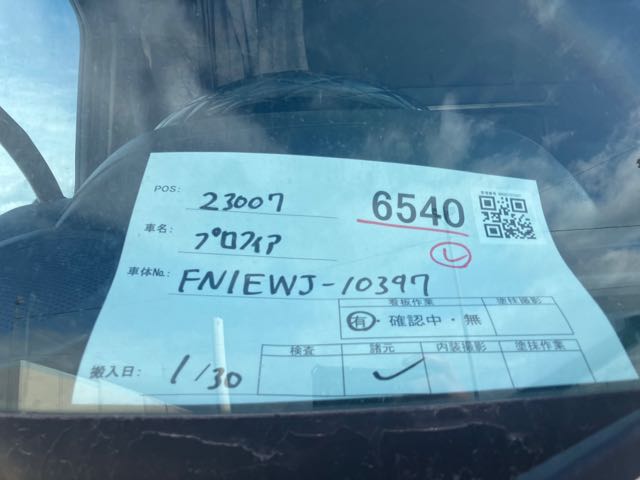 POS: 23007
6540
車名: プロフィア
レ
車体No.: FN1EWJ-10397
看板作業 塗抹撮影
有・確認中・無
検査 諸元 内装撮影 塗抹作業
搬入日: 1/30